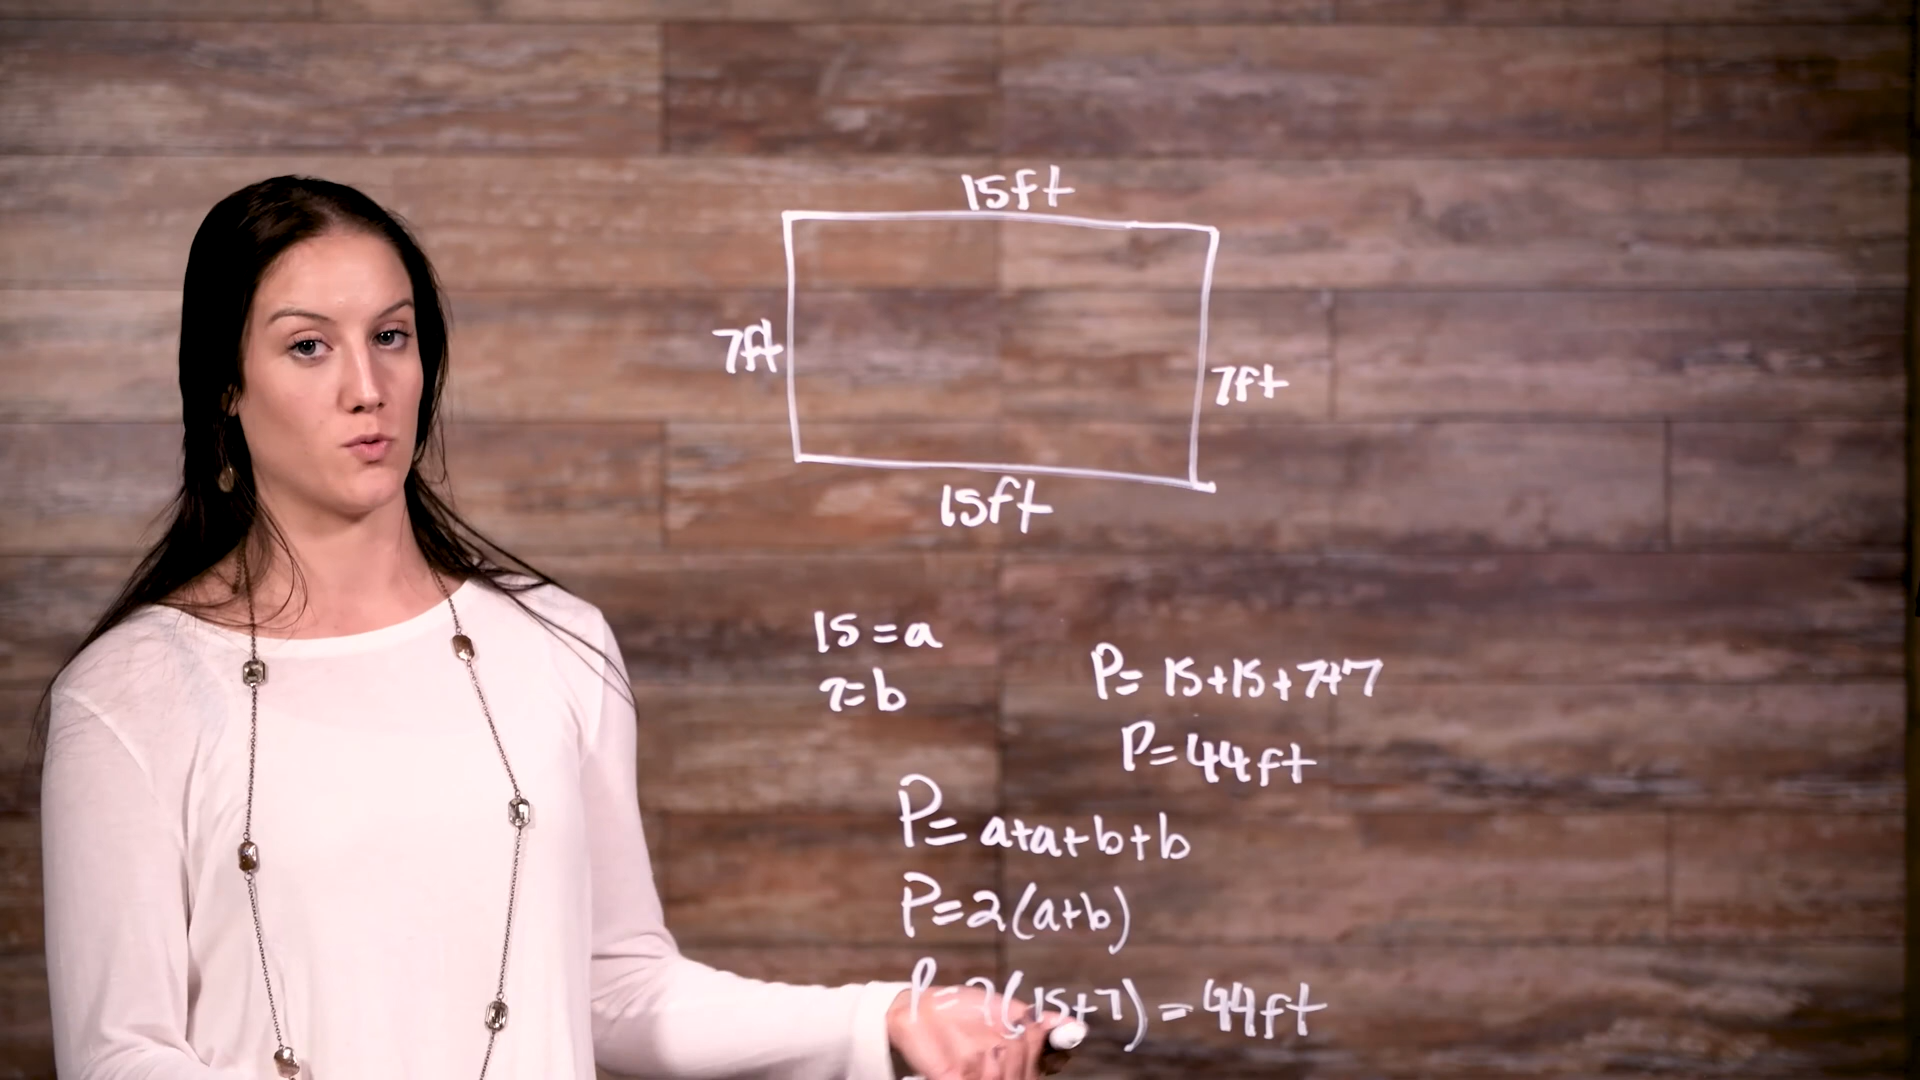 15ft
7ft
7ft
15ft
15=a
7=b
P=15+15+7+7
P=44ft
P=a+a+b+b
P=2(a+b)
P=2(15+7)=44ft